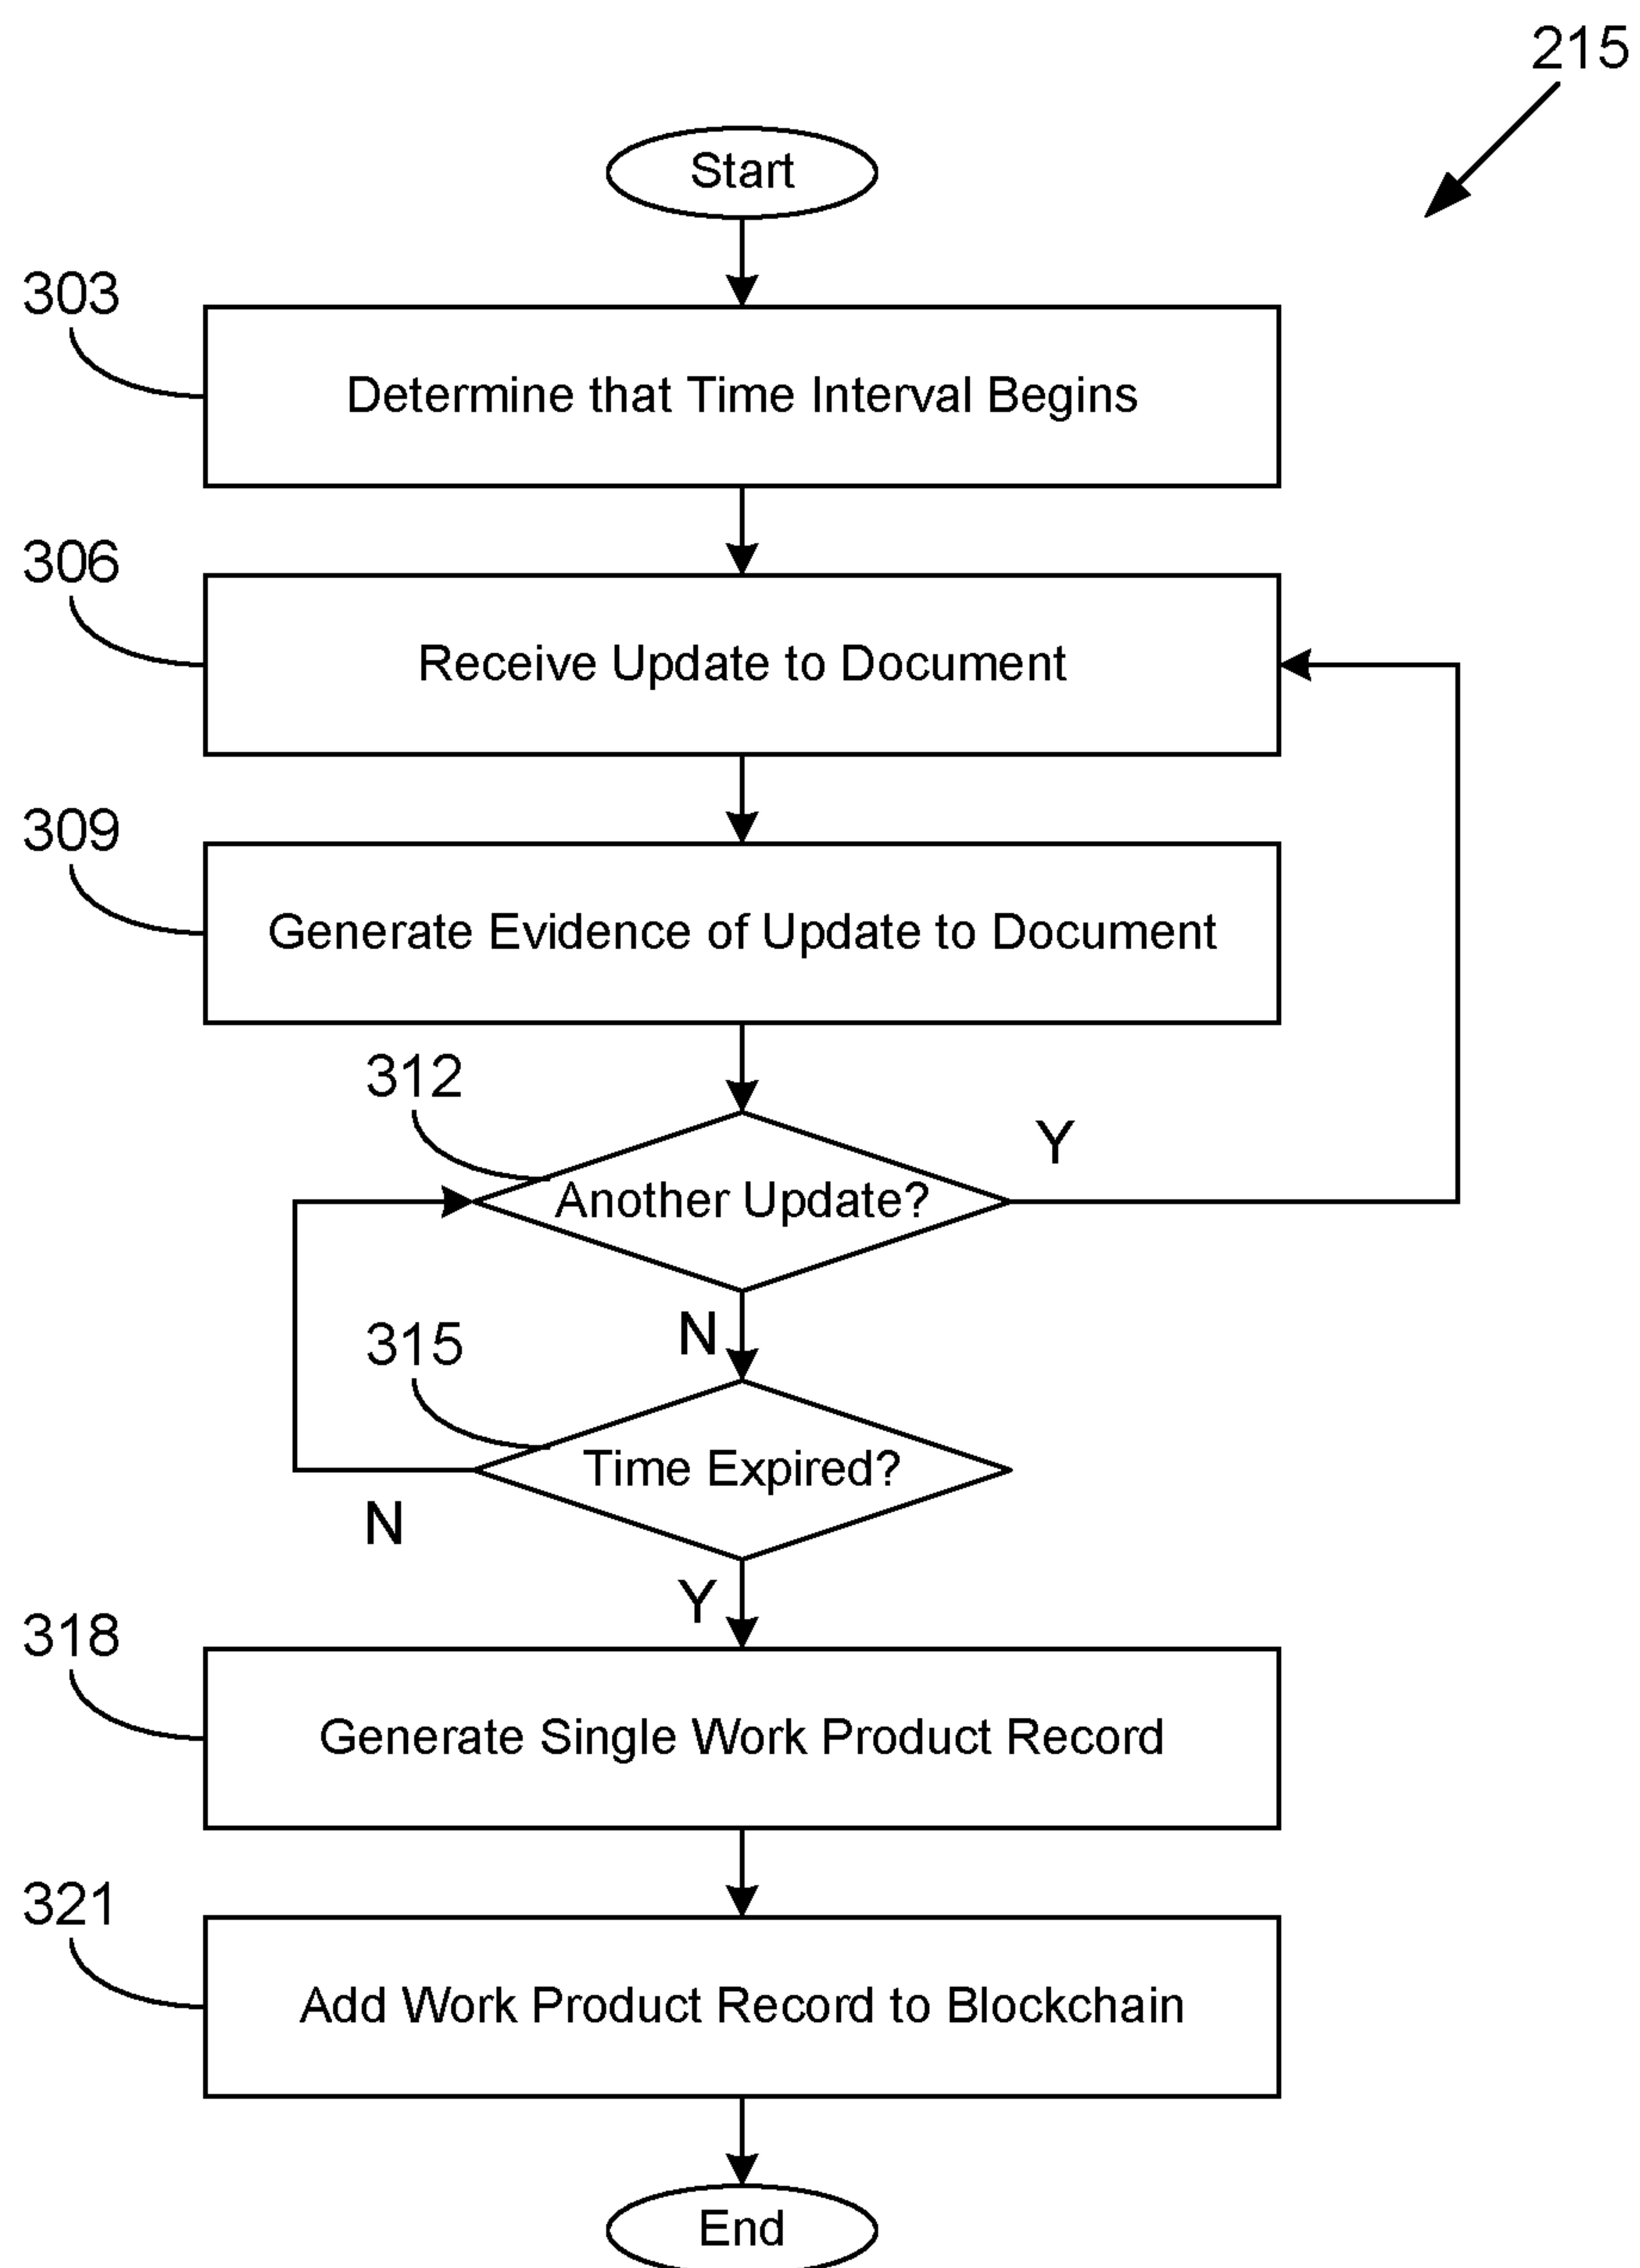 215
Start
303
Determine that Time Interval Begins
306
Receive Update to Document
309
Generate Evidence of Update to Document
312
Y
Another Update?
N
315
Time Expired?
N
Y
318
Generate Single Work Product Record
321
Add Work Product Record to Blockchain
End